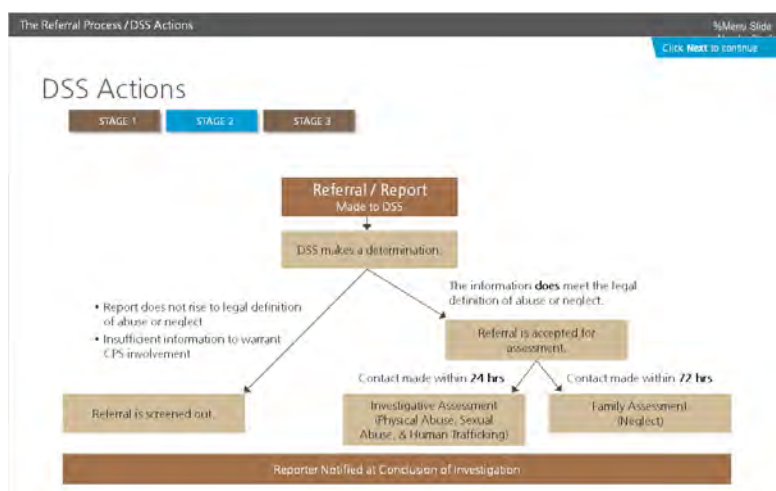 The Referral Process / DSS Actions
%Menu Slide
Click Next to continue
DSS Actions
STAGE 1
STAGE 2
STAGE 3
Referral / Report
Made to DSS
DSS makes a determination.
• Report does not rise to legal definition
of abuse or neglect
• Insufficient information to warrant
CPS involvement
The information does meet the legal
definition of abuse or neglect.
Referral is accepted for
assessment.
Contact made within 24 hrs
Contact made within 72 hrs
Referral is screened out.
Investigative Assessment
(Physical Abuse, Sexual
Abuse, & Human Trafficking)
Family Assessment
(Neglect)
Reporter Notified at Conclusion of Investigation